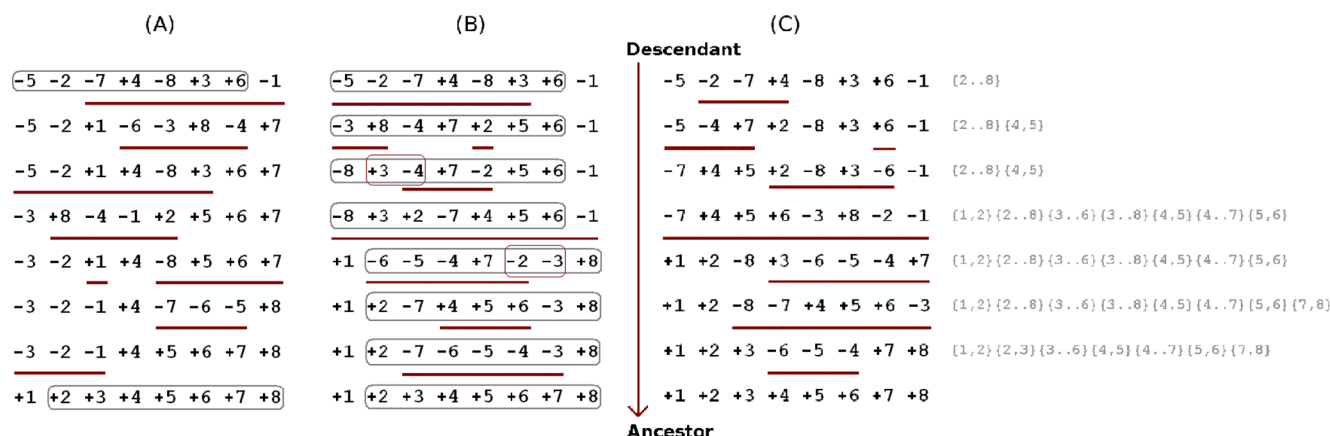 (A) (B) (C)
Descendant
-5 -2 -7 +4 -8 +3 +6 -1 -5 -2 -7 +4 -8 +3 +6 -1 -5 -2 -7 +4 -8 +3 +6 -1 {2..8}
-5 -2 +1 -6 -3 +8 -4 +7 -3 +8 -4 +7 +2 +5 +6 -1 -5 -4 +7 +2 -8 +3 +6 -1 {2..8}{4,5}
-5 -2 +1 +4 -8 +3 +6 +7 -8 +3 -4 +7 -2 +5 +6 -1 -7 +4 +5 +2 -8 +3 -6 -1 {2..8}{4,5}
-3 +8 -4 -1 +2 +5 +6 +7 -8 +3 +2 -7 +4 +5 +6 -1 -7 +4 +5 +6 -3 +8 -2 -1 {1,2}{2..8}{3..6}{3..8}{4,5}{4..7}{5,6}
-3 -2 +1 +4 -8 +5 +6 +7 +1 -6 -5 -4 +7 -2 -3 +8 +1 +2 -8 +3 -6 -5 -4 +7 {1,2}{2..8}{3..6}{3..8}{4,5}{4..7}{5,6}
-3 -2 -1 +4 -7 -6 -5 +8 +1 +2 -7 +4 +5 +6 -3 +8 +1 +2 -8 -7 +4 +5 +6 -3 {1,2}{2..8}{3..6}{3..8}{4,5}{4..7}{5,6}{7,8}
-3 -2 -1 +4 +5 +6 +7 +8 +1 +2 -7 -6 -5 -4 -3 +8 +1 +2 +3 -6 -5 -4 +7 +8 {1,2}{2,3}{3..6}{4,5}{4..7}{5,6}{7,8}
+1 +2 +3 +4 +5 +6 +7 +8 +1 +2 +3 +4 +5 +6 +7 +8 +1 +2 +3 +4 +5 +6 +7 +8
Ancestor